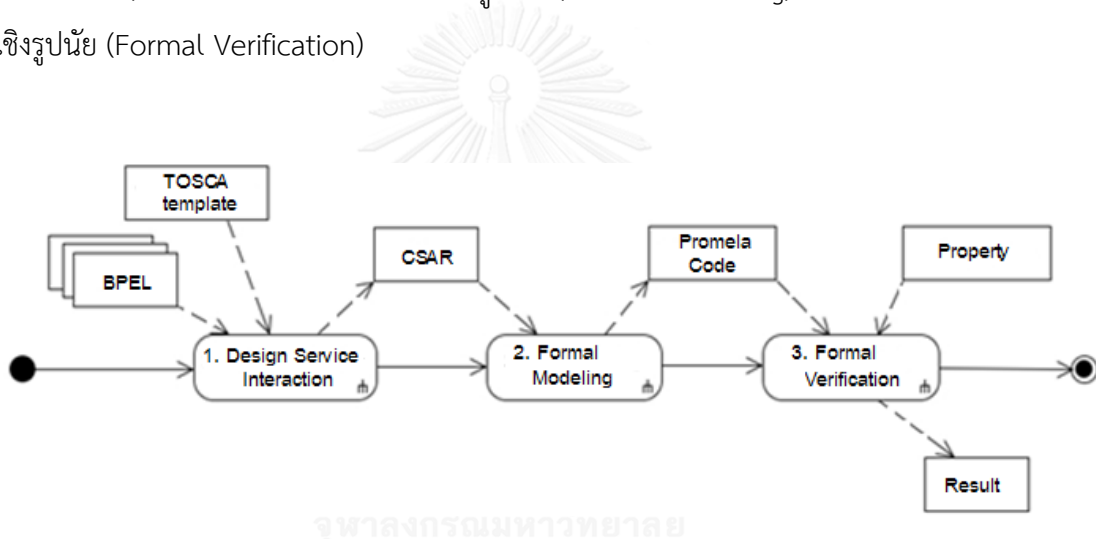 เชิงรูปนัย (Formal Verification)
TOSCA
template
BPEL
CSAR
Promela
Code
Property
1. Design Service
Interaction
2. Formal
Modeling
3. Formal
Verification
Result
จุฬาลงกรณ์มหาวิทยาลัย